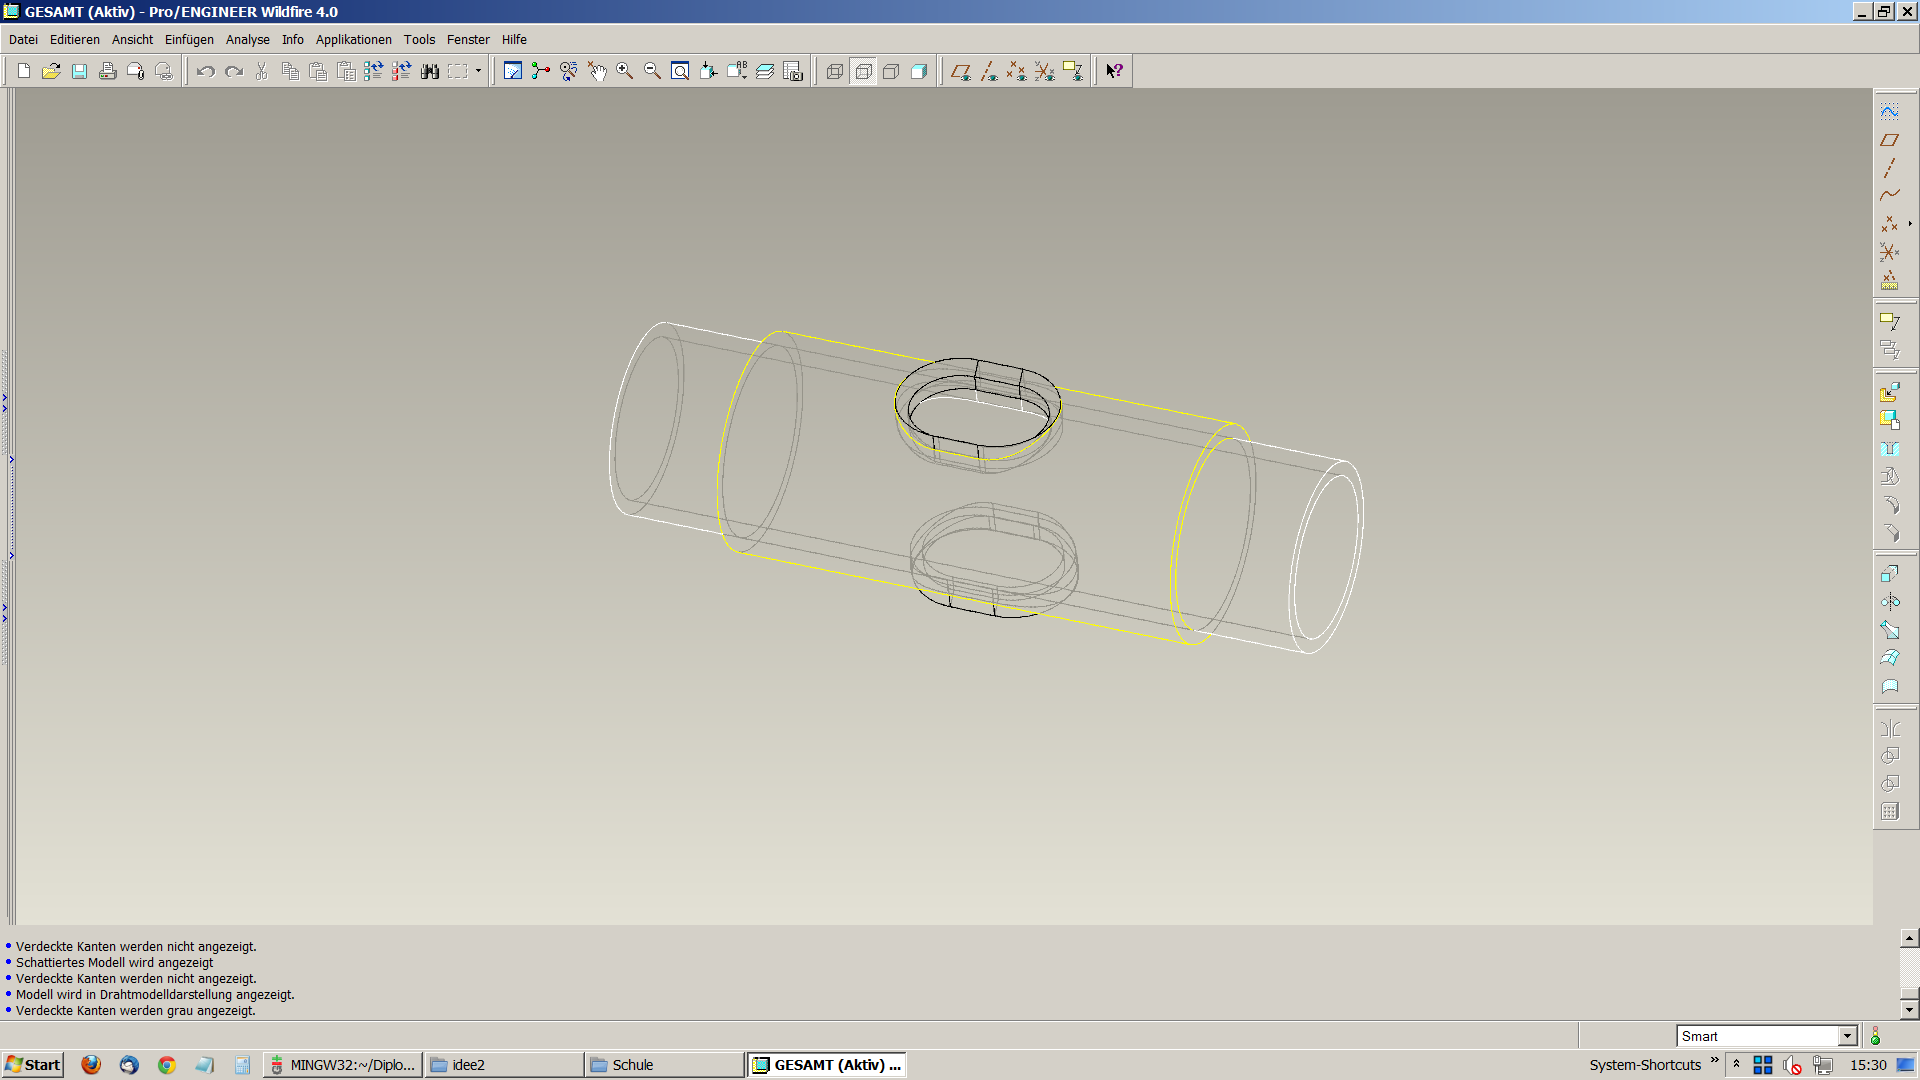 GESAMT (Aktiv) - Pro/ENGINEER Wildfire 4.0
Datei Editieren Ansicht Einfügen Analyse Info Applikationen Tools Fenster Hilfe
Verdeckte Kanten werden nicht angezeigt.
Schattiertes Modell wird angezeigt
Verdeckte Kanten werden nicht angezeigt.
Modell wird in Drahtmodelldarstellung angezeigt.
Verdeckte Kanten werden grau angezeigt.
Smart
Start MINGW32:~/Diplo... idee2 Schule GESAMT (Aktiv) ... System-Shortcuts » 15:30